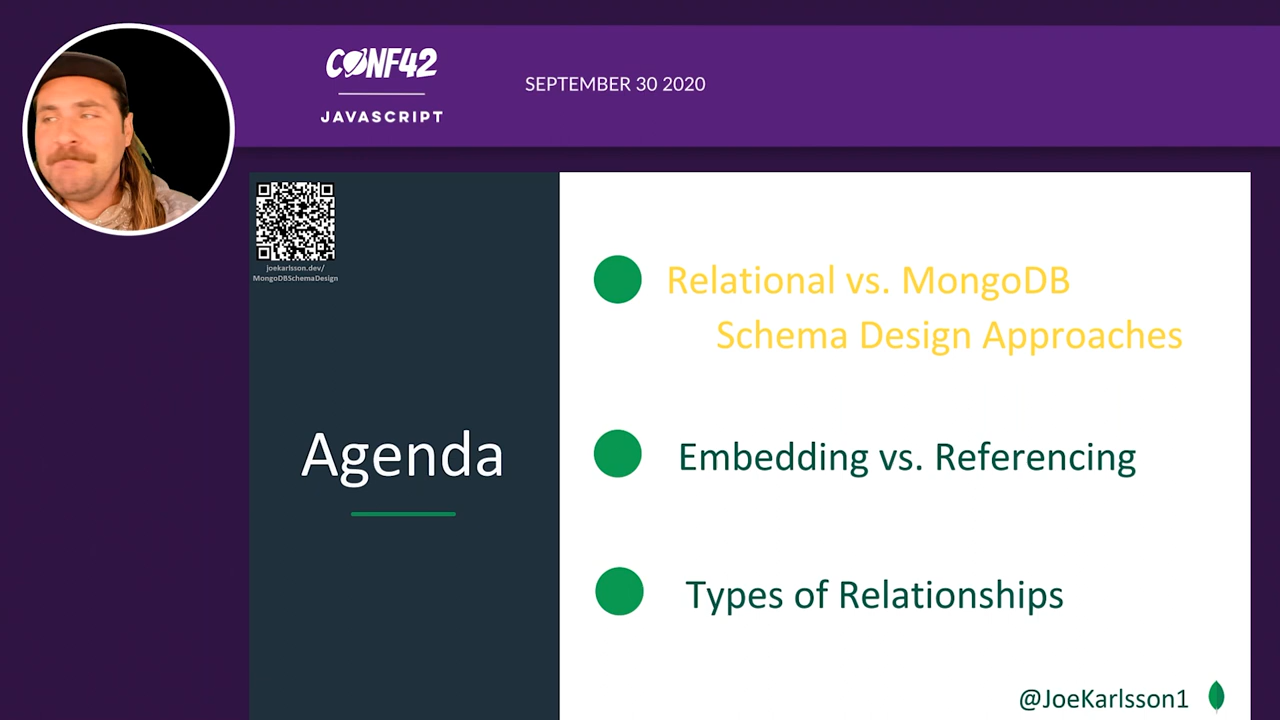 CONF42
JAVASCRIPT
SEPTEMBER 30 2020
joekarlsson.dev/
MongoDBSchemaDesign
Agenda
Relational vs. MongoDB
Schema Design Approaches
Embedding vs. Referencing
Types of Relationships
@JoeKarlsson1